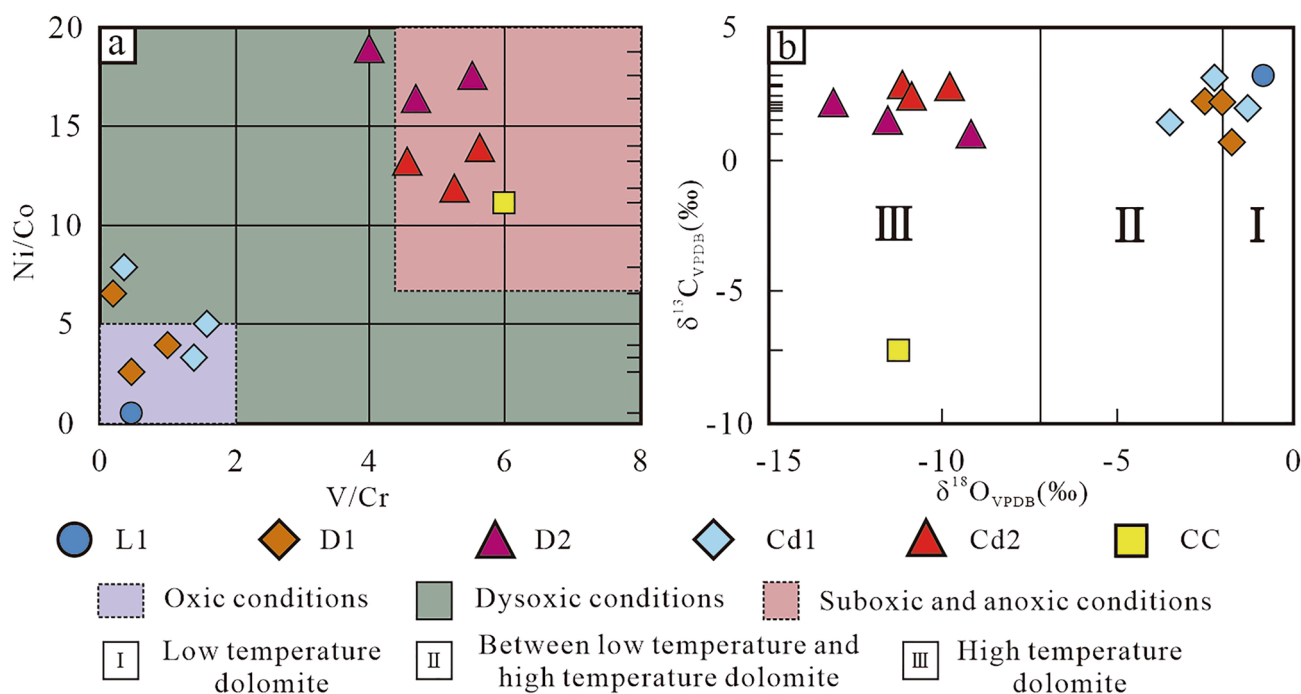 a
20
15
10
5
0
Ni/Co
0 2 4 6 8
V/Cr
b
5
0
-5
-10
δ¹³C_VPDB(‰)
III II I
-15 -10 -5 0
δ¹⁸O_VPDB(‰)
L1 D1 D2 Cd1 Cd2 CC
Oxic conditions Dysoxic conditions Suboxic and anoxic conditions
I Low temperature
dolomite
II Between low temperature and
high temperature dolomite
III High temperature
dolomite